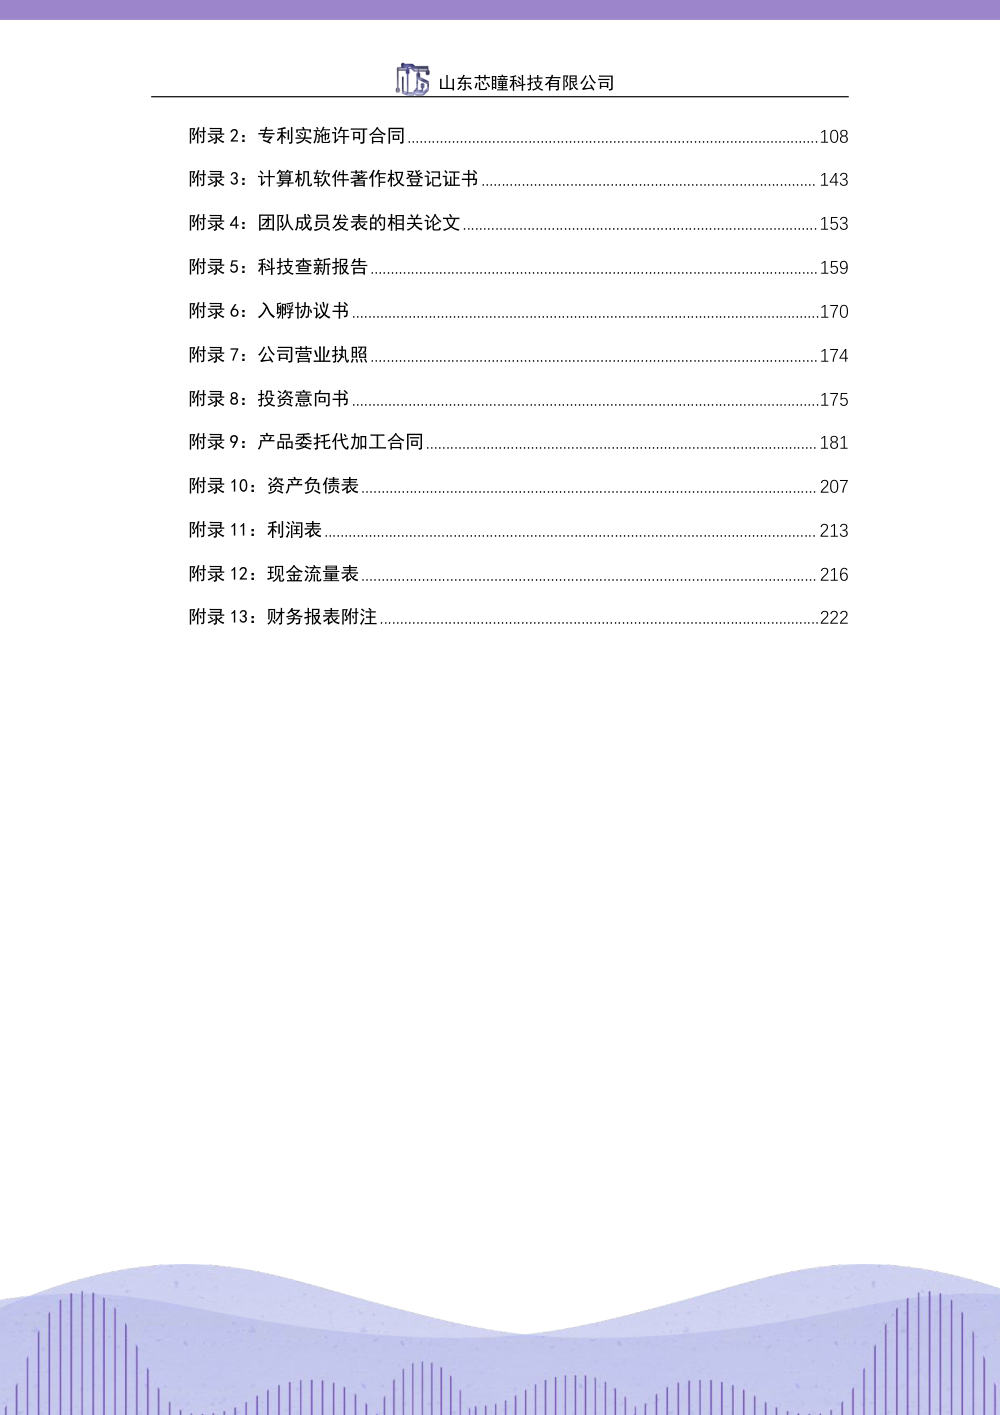 山东芯瞳科技有限公司
附录 2：专利实施许可合同........................108
附录 3：计算机软件著作权登记证书........................143
附录 4：团队成员发表的相关论文........................153
附录 5：科技查新报告........................159
附录 6：入孵协议书........................170
附录 7：公司营业执照........................174
附录 8：投资意向书........................175
附录 9：产品委托代加工合同........................181
附录 10：资产负债表........................207
附录 11：利润表........................213
附录 12：现金流量表........................216
附录 13：财务报表附注........................222